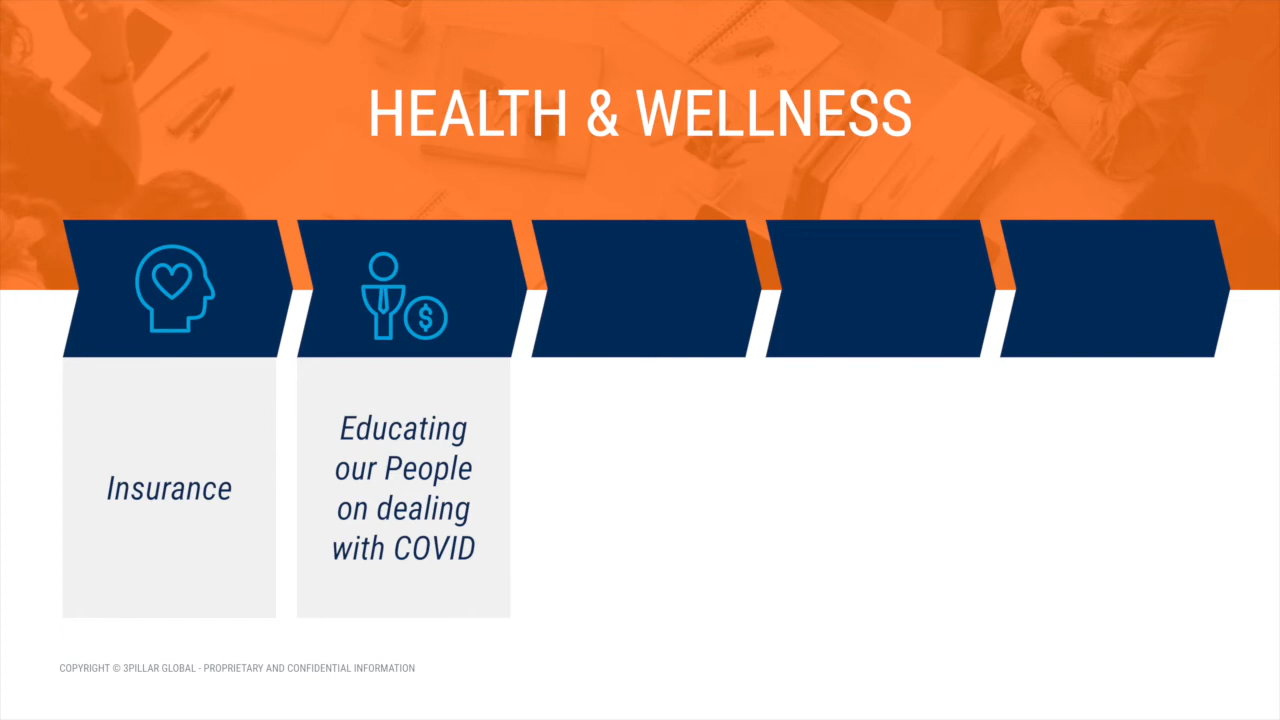 HEALTH & WELLNESS
$
Insurance
Educating
our People
on dealing
with COVID
COPYRIGHT © 3PILLAR GLOBAL - PROPRIETARY AND CONFIDENTIAL INFORMATION